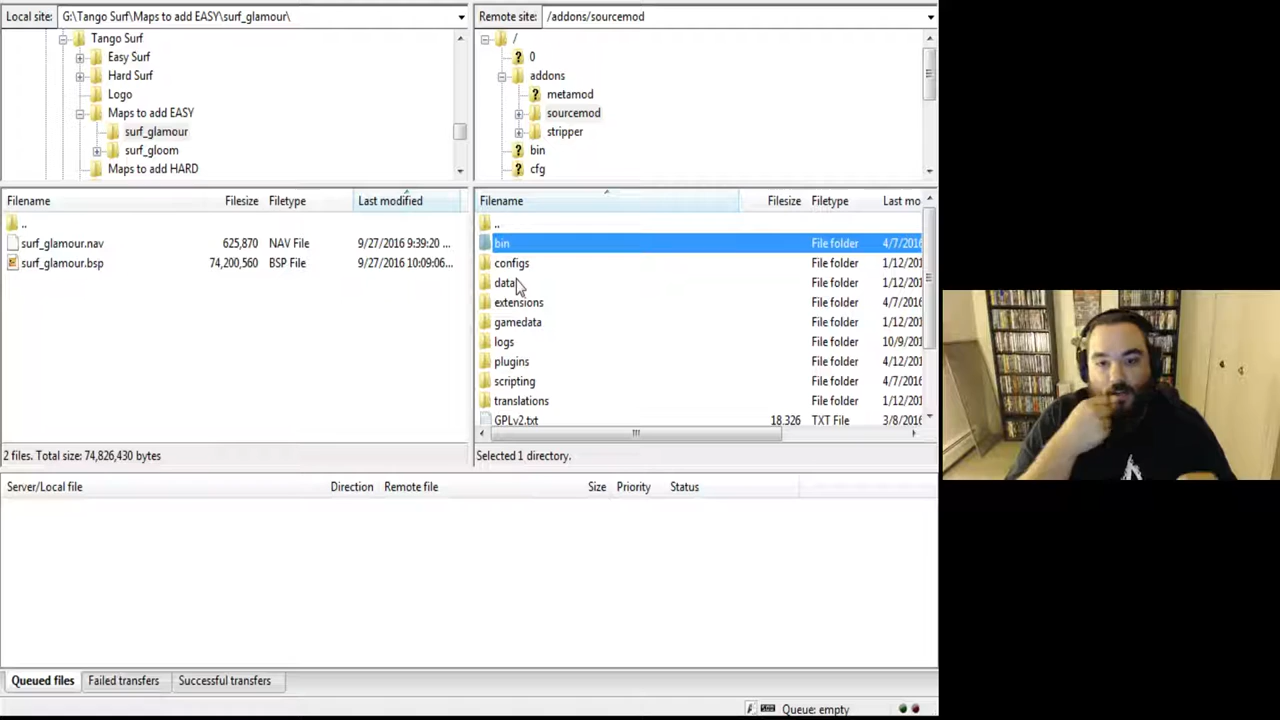 Local site: G:\Tango Surf\Maps to add EASY\surf_glamour\
Tango Surf
Easy Surf
Hard Surf
Logo
Maps to add EASY
surf_glamour
surf_gloom
Maps to add HARD
Remote site: /addons/sourcemod
/
? 0
addons
? metamod
sourcemod
stripper
? bin
? cfg
Filename Filesize Filetype Last modified
..
surf_glamour.nav 625,870 NAV File 9/27/2016 9:39:20 ...
surf_glamour.bsp 74,200,560 BSP File 9/27/2016 10:09:06...
2 files. Total size: 74,826,430 bytes
Filename Filesize Filetype Last mo
..
bin File folder 4/7/2016
configs File folder 1/12/201
data File folder 1/12/201
extensions File folder 4/7/2016
gamedata File folder 1/12/201
logs File folder 10/9/201
plugins File folder 4/12/201
scripting File folder 4/7/2016
translations File folder 1/12/201
GPLv2.txt 18,326 TXT File 3/8/2016
Selected 1 directory.
Server/Local file Direction Remote file Size Priority Status
Queued files Failed transfers Successful transfers
Queue: empty